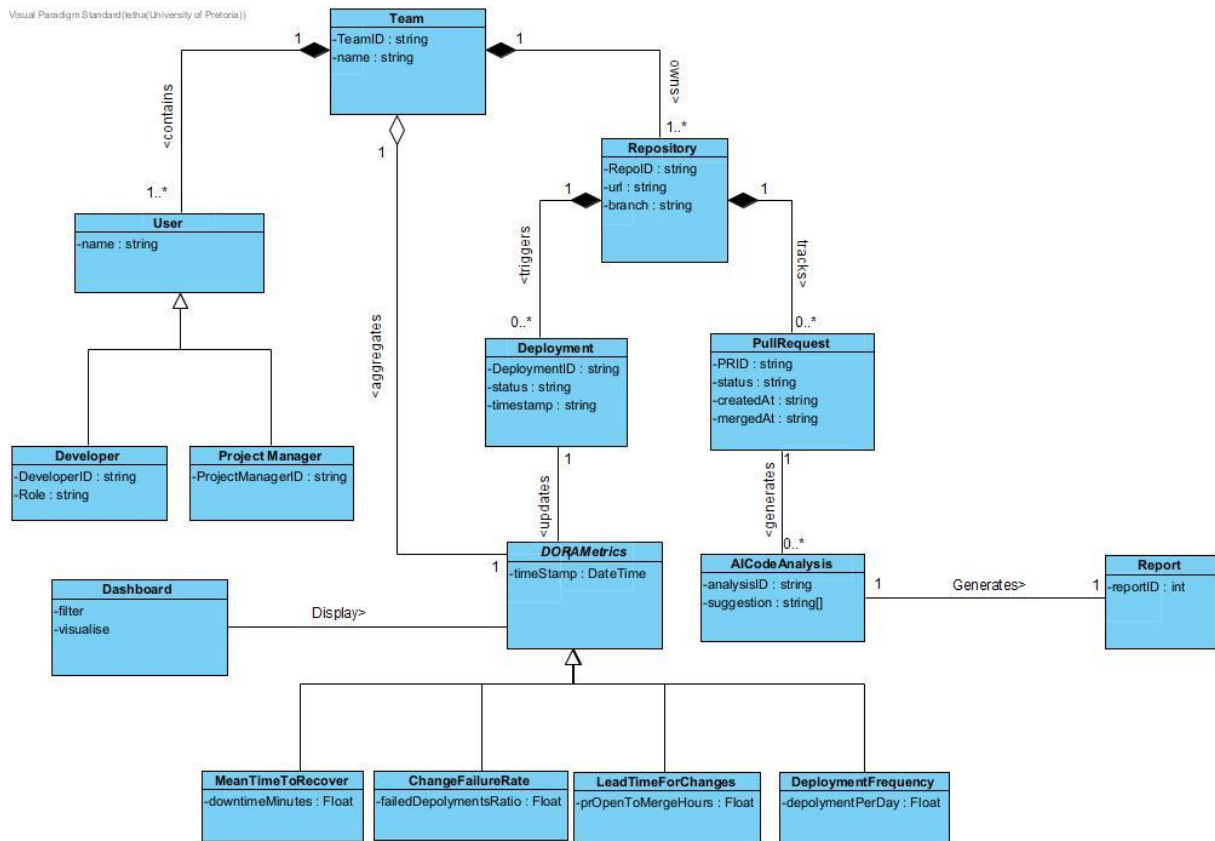 Visual Paradigm Standard(letha(University of Pretoria))
Team
-TeamID : string
-name : string
1
1
<contains
owns>
1
1..*
1..*
Repository
-RepoID : string
-url : string
-branch : string
1
1
User
-name : string
<triggers
tracks>
<aggregates
0..*
0..*
Deployment
-DeploymentID : string
-status : string
-timestamp : string
PullRequest
-PRID : string
-status : string
-createdAt : string
-mergedAt : string
Developer
-DeveloperID : string
-Role : string
Project Manager
-ProjectManagerID : string
1
1
<updates
<generates
0..*
1
DORAMetrics
-timeStamp : DateTime
AICodeAnalysis
-analysisID : string
-suggestion : string[]
1
Generates>
1
Report
-reportID : int
Dashboard
-filter
-visualise
Display>
MeanTimeToRecover
-downtimeMinutes : Float
ChangeFailureRate
-failedDepolymentsRatio : Float
LeadTimeForChanges
-prOpenToMergeHours : Float
DeploymentFrequency
-depolymentPerDay : Float